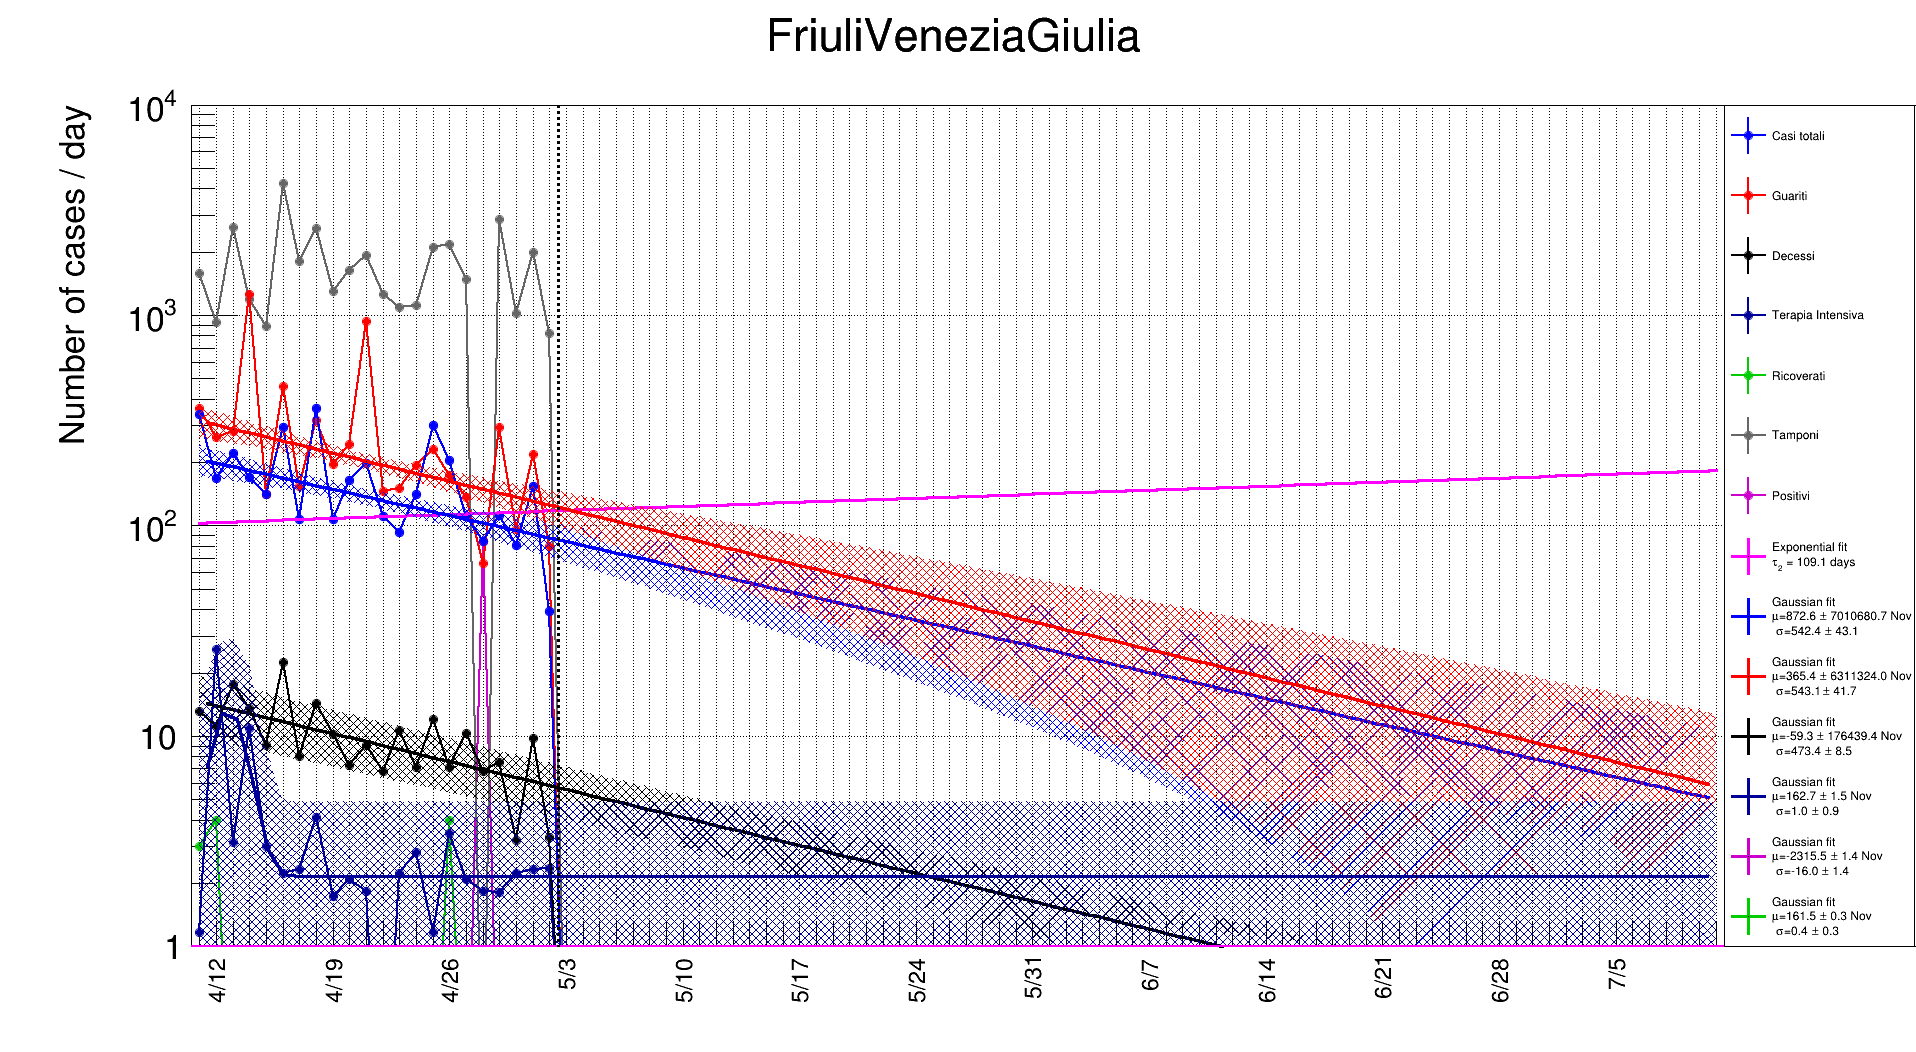 FriuliVeneziaGiulia
Number of cases / day
10^4
10^3
10^2
10
1
4/12
4/19
4/26
5/3
5/10
5/17
5/24
5/31
6/7
6/14
6/21
6/28
7/5
Casi totali
Guariti
Decessi
Terapia Intensiva
Ricoverati
Tamponi
Positivi
Exponential fit
τ_2 = 109.1 days
Gaussian fit
μ=872.6 ± 7010680.7 Nov
σ=542.4 ± 43.1
Gaussian fit
μ=365.4 ± 6311324.0 Nov
σ=543.1 ± 41.7
Gaussian fit
μ=-59.3 ± 176439.4 Nov
σ=473.4 ± 8.5
Gaussian fit
μ=162.7 ± 1.5 Nov
σ=1.0 ± 0.9
Gaussian fit
μ=-2315.5 ± 1.4 Nov
σ=-16.0 ± 1.4
Gaussian fit
μ=161.5 ± 0.3 Nov
σ=0.4 ± 0.3